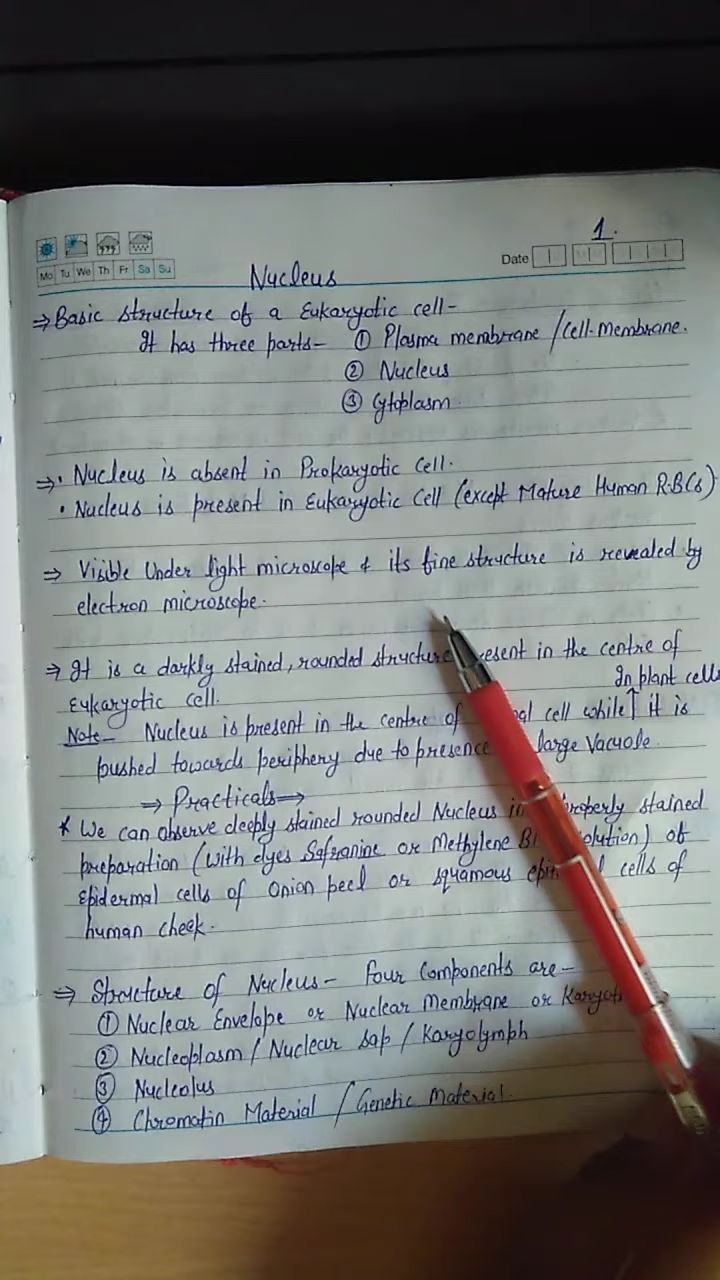 1.
Mo Tu We Th Fr Sa Su
Date
Nucleus
⇒ Basic structure of a Eukaryotic cell-
It has three parts- ① Plasma membrane / Cell-Membrane.
② Nucleus
③ Cytoplasm
⇒ • Nucleus is absent in Prokaryotic Cell.
• Nucleus is present in Eukaryotic Cell (except Mature Human R.B.Cs)
⇒ Visible Under light microscope & its fine structure is revealed by
electron microscope.
⇒ It is a darkly stained, rounded structure in the centre of
Eukaryotic cell.
In plant cells
Note- Nucleus is present in the centre of cell while ↑ it is
pushed towards periphery due to presence large Vacuole.
⇒ Practicals ⇒
* We can observe deeply stained rounded Nucleus stained
preparation (with dyes Safranine or Methylene of
Epidermal cells of Onion peel or squamous cells of
human cheek.
⇒ Structure of Nucleus- Four Components are-
① Nuclear Envelope or Nuclear Membrane or
② Nucleoplasm / Nuclear Sap / Karyolymph
③ Nucleolus
④ Chromatin Material / Genetic Material.